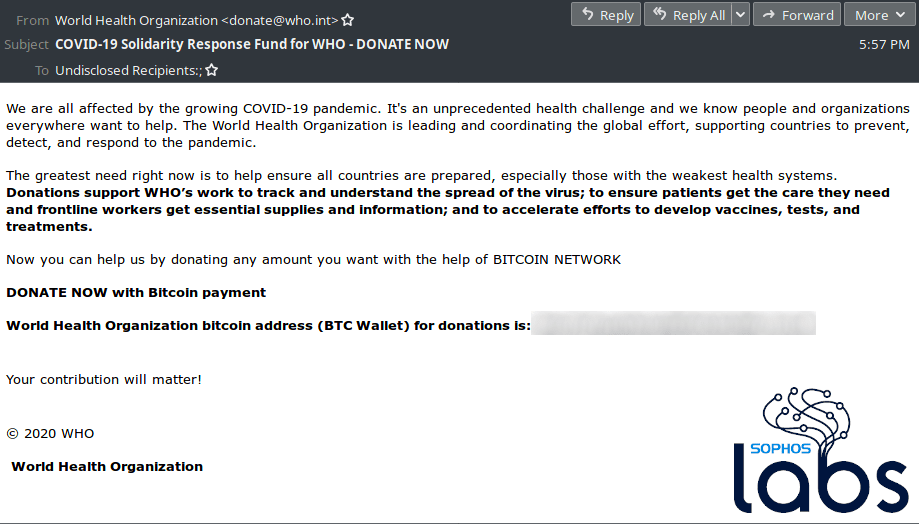 From World Health Organization <donate@who.int>
Reply
Reply All
Forward
More
Subject COVID-19 Solidarity Response Fund for WHO - DONATE NOW
5:57 PM
To Undisclosed Recipients:;
We are all affected by the growing COVID-19 pandemic. It's an unprecedented health challenge and we know people and organizations
everywhere want to help. The World Health Organization is leading and coordinating the global effort, supporting countries to prevent,
detect, and respond to the pandemic.
The greatest need right now is to help ensure all countries are prepared, especially those with the weakest health systems.
Donations support WHO’s work to track and understand the spread of the virus; to ensure patients get the care they need
and frontline workers get essential supplies and information; and to accelerate efforts to develop vaccines, tests, and
treatments.
Now you can help us by donating any amount you want with the help of BITCOIN NETWORK
DONATE NOW with Bitcoin payment
World Health Organization bitcoin address (BTC Wallet) for donations is:
Your contribution will matter!
© 2020 WHO
World Health Organization
SOPHOS
labs